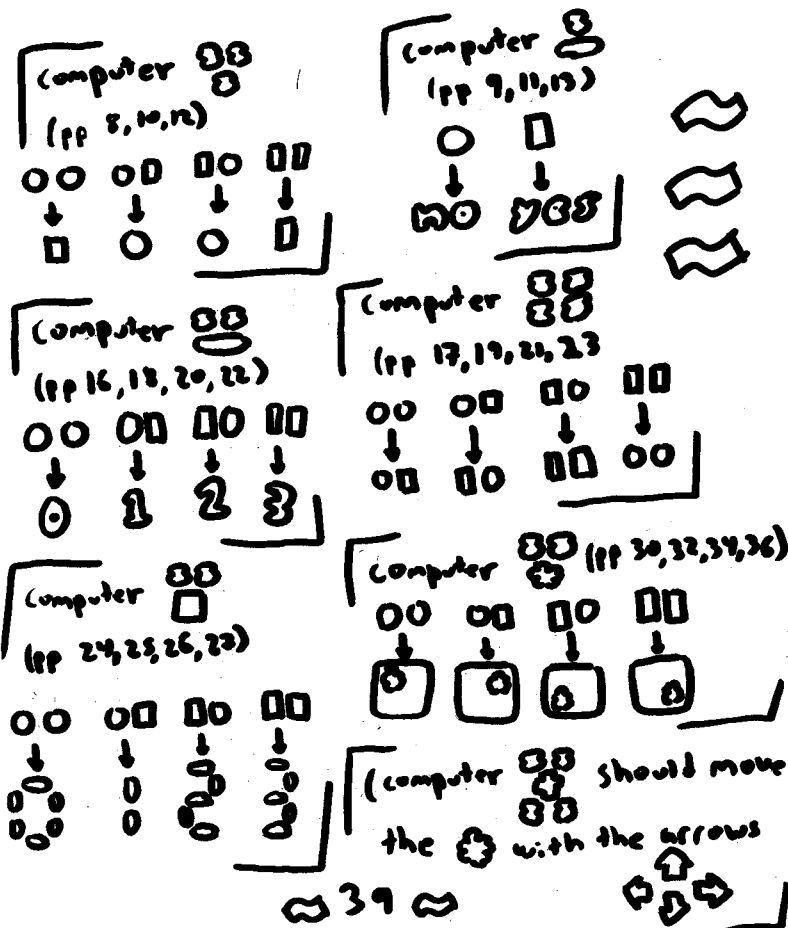 computer
(pp 8,10,12)
computer
(pp 9,11,13)
NO YES
computer
(pp 16,18,20,22)
0 1 2 3
computer
(pp 17,19,21,23
computer
(pp 24,25,26,27)
computer (pp 30,32,34,36)
(computer should move
the with the arrows
39